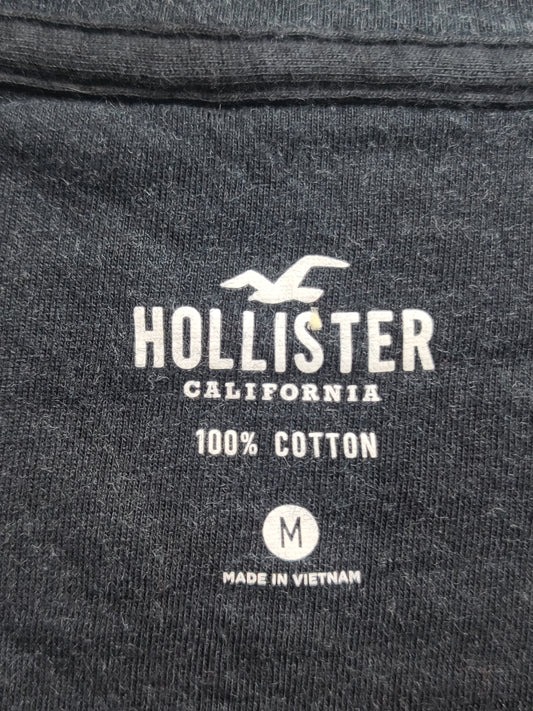 HOLLISTER
CALIFORNIA
100% COTTON
M
MADE IN VIETNAM